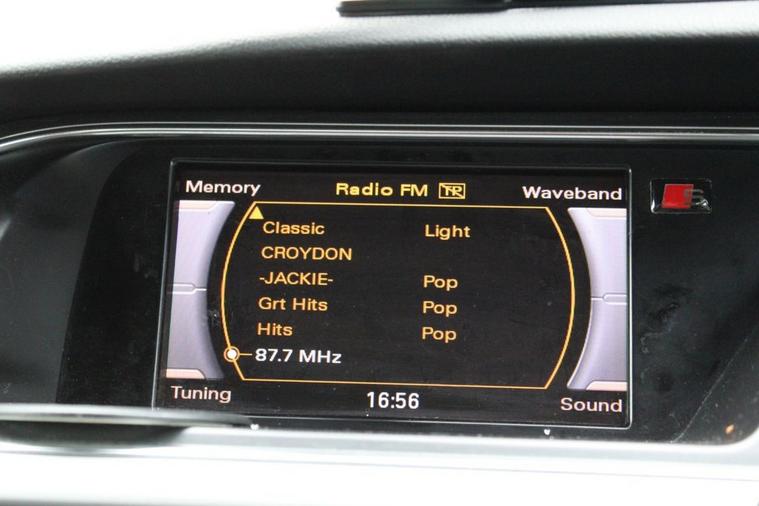 Memory Radio FM TP Waveband
Classic Light
CROYDON
-JACKIE- Pop
Grt Hits Pop
Hits Pop
87.7 MHz
Tuning 16:56 Sound
S